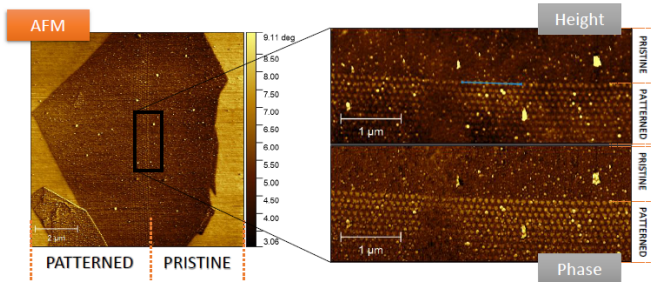 AFM
9.11 deg
8.50
8.00
7.50
7.00
6.50
6.00
5.50
5.00
4.50
4.00
3.06
2 µm
PATTERNED
PRISTINE
Height
PRISTINE
PATTERNED
1 µm
PRISTINE
PATTERNED
1 µm
Phase